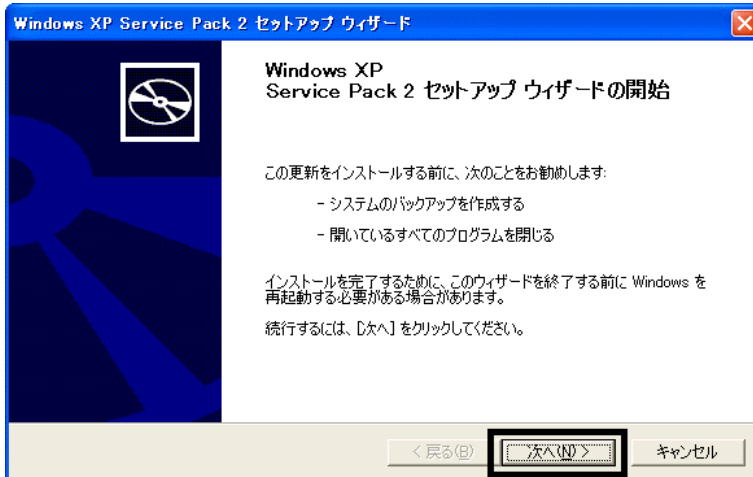 Windows XP Service Pack 2 セットアップ ウィザード
Windows XP
Service Pack 2 セットアップ ウィザードの開始
この更新をインストールする前に、次のことをお勧めします:
- システムのバックアップを作成する
- 開いているすべてのプログラムを閉じる
インストールを完了するために、このウィザードを終了する前に Windows を
再起動する必要がある場合があります。
続行するには、[次へ] をクリックしてください。
< 戻る(B)
次へ(N) >
キャンセル